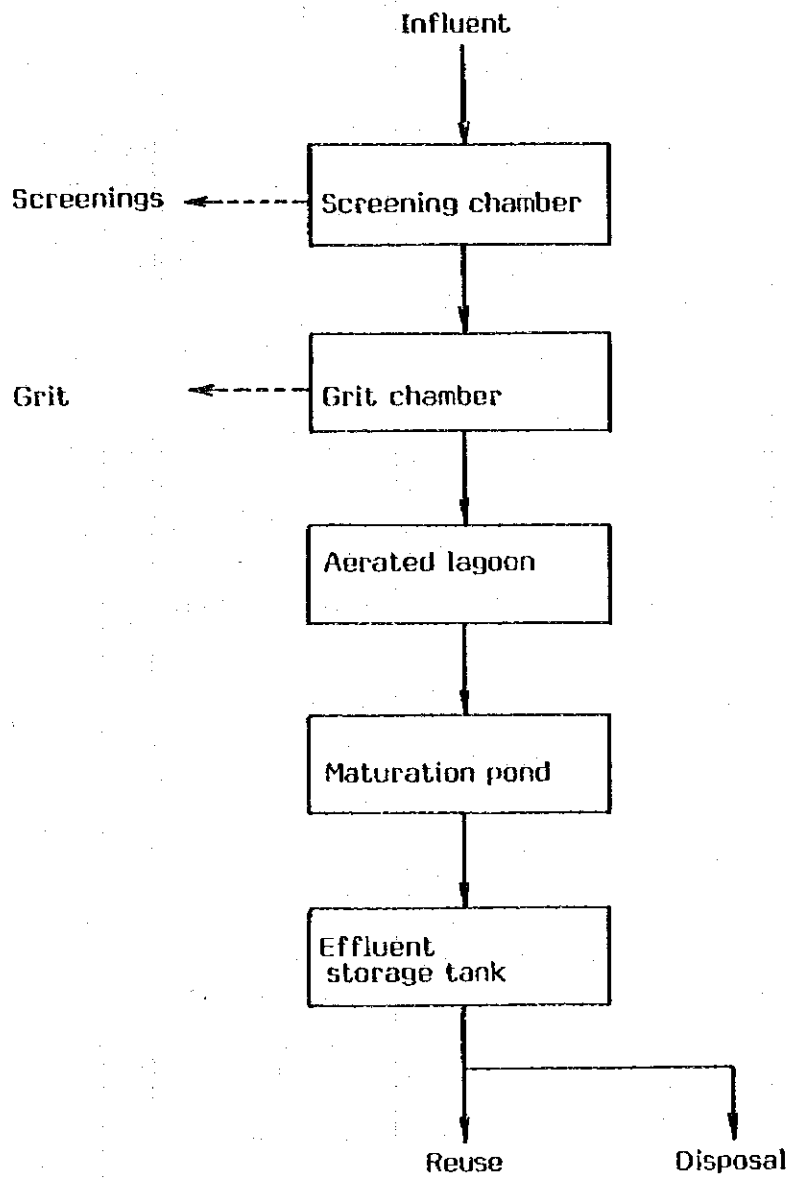 Influent
Screenings
Screening chamber
Grit
Grit chamber
Aerated lagoon
Maturation pond
Effluent
storage tank
Reuse
Disposal